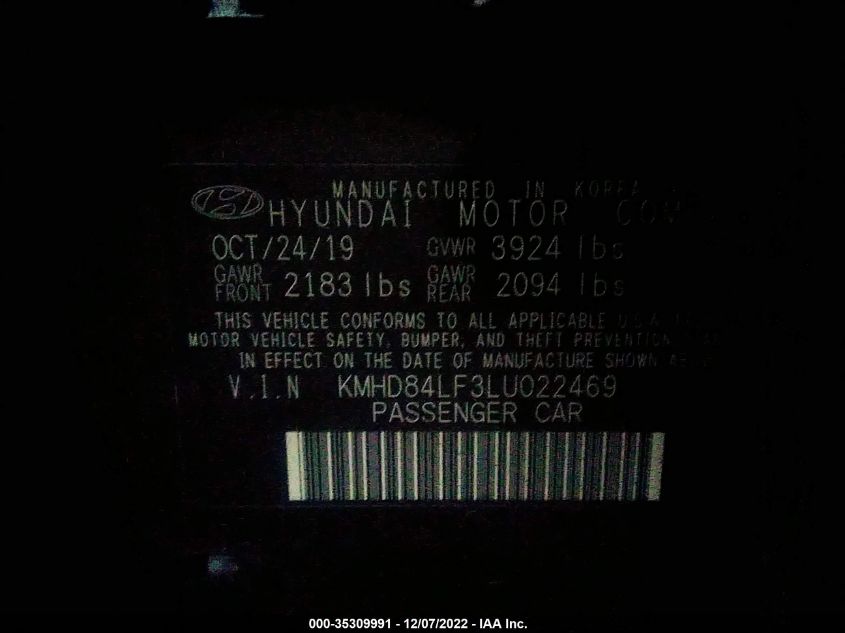 MANUFACTURED IN KOREA
HYUNDAI MOTOR
OCT/24/19 GVWR 3924 lbs
GAWR FRONT 2183 lbs GAWR REAR 2094 lbs
THIS VEHICLE CONFORMS TO ALL APPLICABLE U.S.A.
MOTOR VEHICLE SAFETY, BUMPER, AND THEFT PREVENTION
IN EFFECT ON THE DATE OF MANUFACTURE SHOWN
V.I.N KMHD84LF3LU022469
PASSENGER CAR
000-35309991 - 12/07/2022 - IAA Inc.